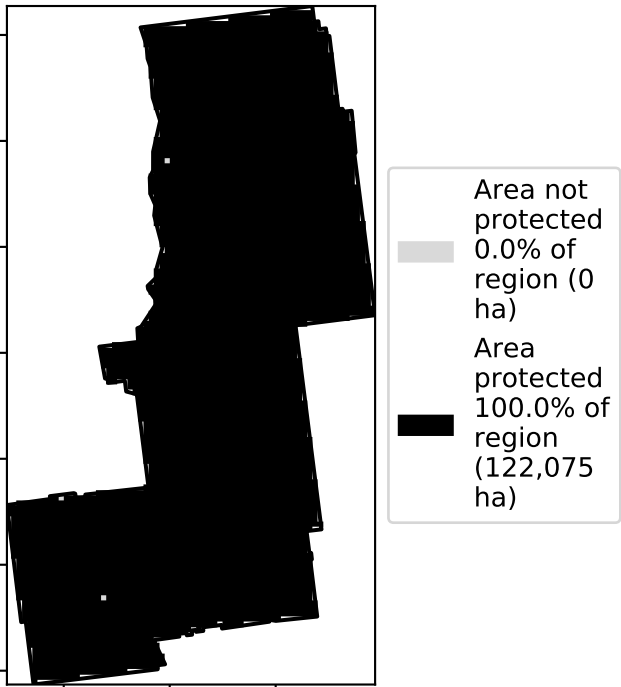 Area not
protected
0.0% of
region (0
ha)
Area
protected
100.0% of
region
(122,075
ha)